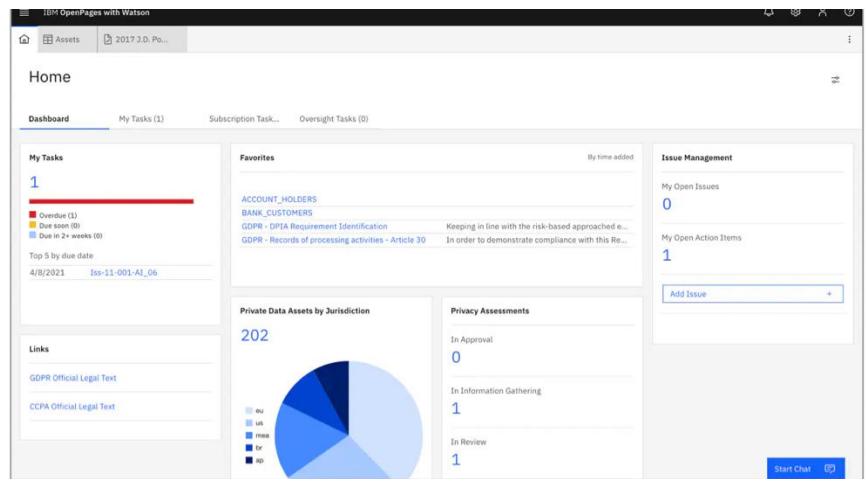 IBM OpenPages with Watson
Assets
2017 J.D. Po...
Home
Dashboard
My Tasks (1)
Subscription Task...
Oversight Tasks (0)
My Tasks
1
Overdue (1)
Due soon (0)
Due in 2+ weeks (0)
Top 5 by due date
4/8/2021 Iss-11-001-AI_06
Links
GDPR Official Legal Text
CCPA Official Legal Text
Favorites By time added
ACCOUNT_HOLDERS
BANK_CUSTOMERS
GDPR - DPIA Requirement Identification Keeping in line with the risk-based approached e...
GDPR - Records of processing activities - Article 30 In order to demonstrate compliance with this Re...
Private Data Assets by Jurisdiction
202
eu
us
mea
br
ap
Privacy Assessments
In Approval
0
In Information Gathering
1
In Review
1
Issue Management
My Open Issues
0
My Open Action Items
1
Add Issue +
Start Chat